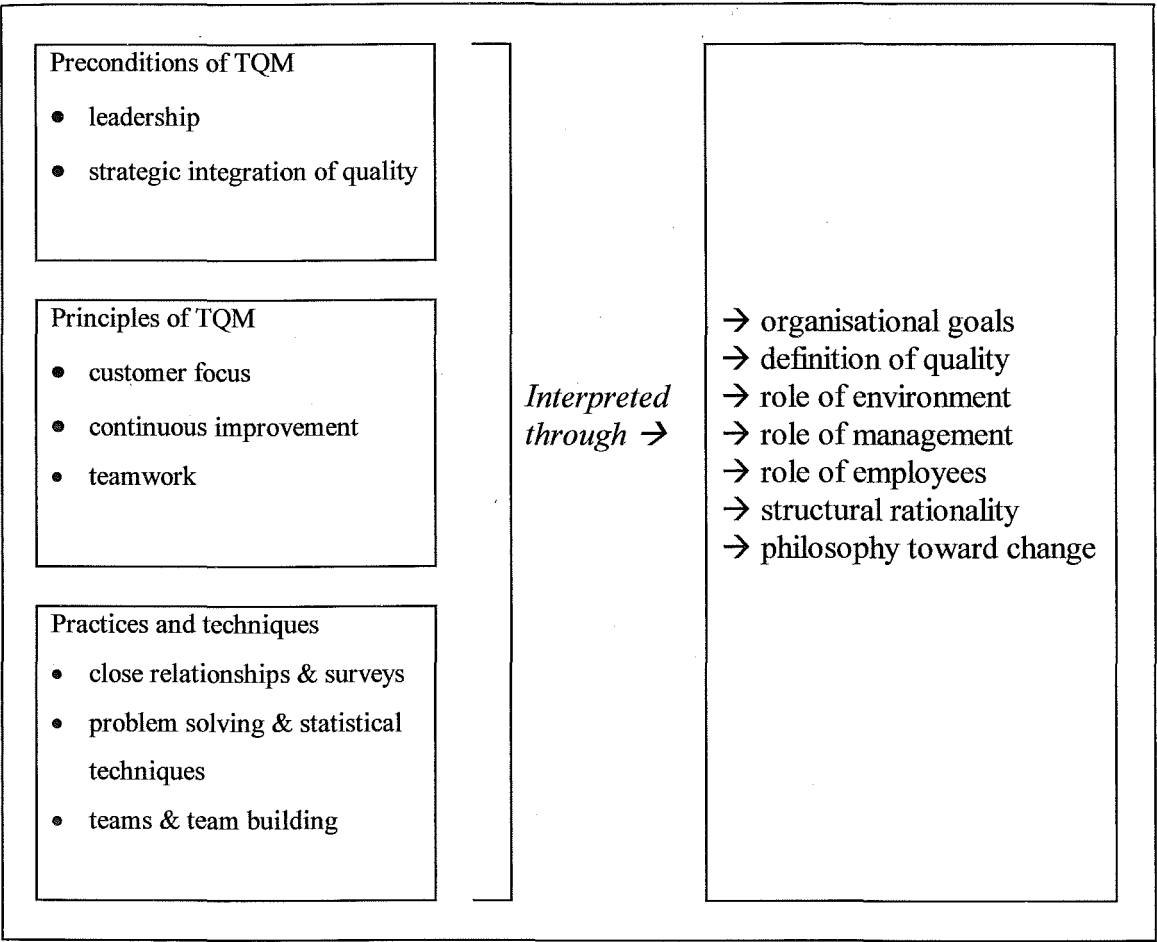 Preconditions of TQM
• leadership
• strategic integration of quality
Principles of TQM
• customer focus
• continuous improvement
• teamwork
Practices and techniques
• close relationships & surveys
• problem solving & statistical
techniques
• teams & team building
Interpreted
through →
→ organisational goals
→ definition of quality
→ role of environment
→ role of management
→ role of employees
→ structural rationality
→ philosophy toward change